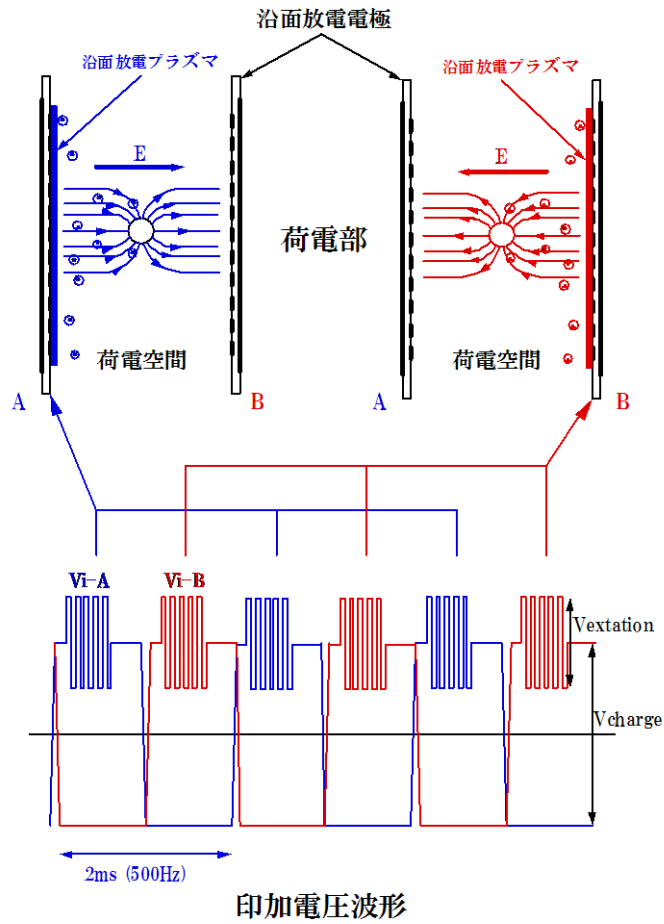 沿面放電電極
沿面放電プラズマ
沿面放電プラズマ
E
E
荷電部
荷電空間
荷電空間
A
B
A
B
Vi-A
Vi-B
Vextation
Vcharge
2ms (500Hz)
印加電圧波形